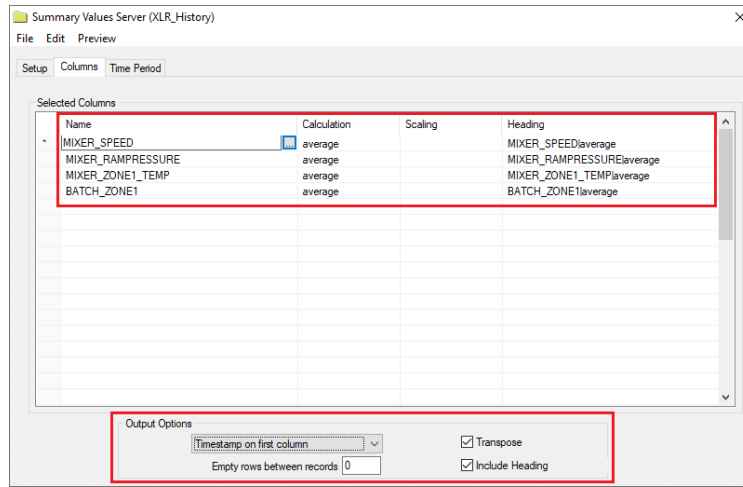 Summary Values Server (XLR_History)
File Edit Preview
Setup Columns Time Period
Selected Columns
Name Calculation Scaling Heading
* MIXER_SPEED ... average MIXER_SPEED|average
MIXER_RAMPRESSURE average MIXER_RAMPRESSURE|average
MIXER_ZONE1_TEMP average MIXER_ZONE1_TEMP|average
BATCH_ZONE1 average BATCH_ZONE1|average
Output Options
Timestamp on first column Transpose
Empty rows between records 0 Include Heading